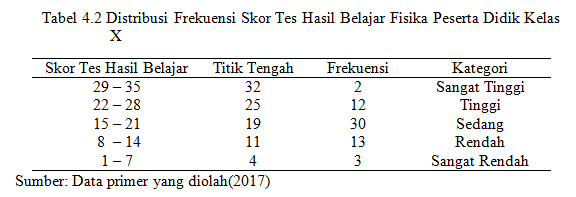 Tabel 4.2 Distribusi Frekuensi Skor Tes Hasil Belajar Fisika Peserta Didik Kelas
X
Skor Tes Hasil Belajar Titik Tengah Frekuensi Kategori
29 – 35 32 2 Sangat Tinggi
22 – 28 25 12 Tinggi
15 – 21 19 30 Sedang
8 – 14 11 13 Rendah
1 – 7 4 3 Sangat Rendah
Sumber: Data primer yang diolah(2017)